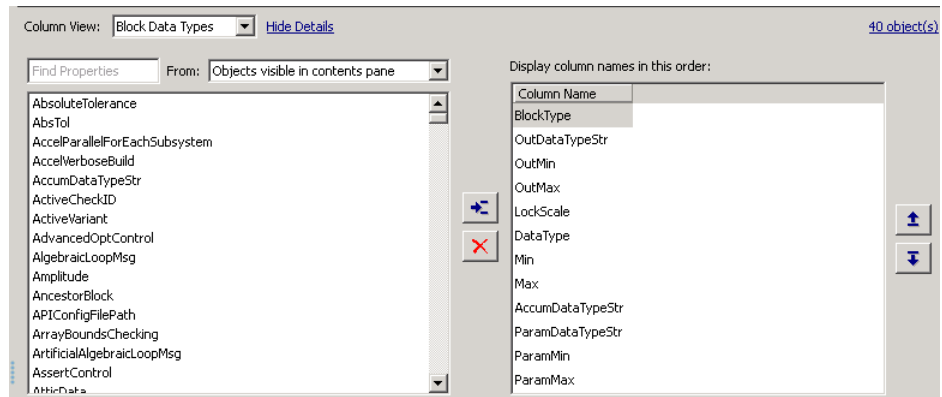 Column View: Block Data Types Hide Details 40 object(s)
Find Properties From: Objects visible in contents pane
Display column names in this order:
AbsoluteTolerance
AbsTol
AccelParallelForEachSubsystem
AccelVerboseBuild
AccumDataTypeStr
ActiveCheckID
ActiveVariant
AdvancedOptControl
AlgebraicLoopMsg
Amplitude
AncestorBlock
APIConfigFilePath
ArrayBoundsChecking
ArtificialAlgebraicLoopMsg
AssertControl
AtticData
Column Name
BlockType
OutDataTypeStr
OutMin
OutMax
LockScale
DataType
Min
Max
AccumDataTypeStr
ParamDataTypeStr
ParamMin
ParamMax